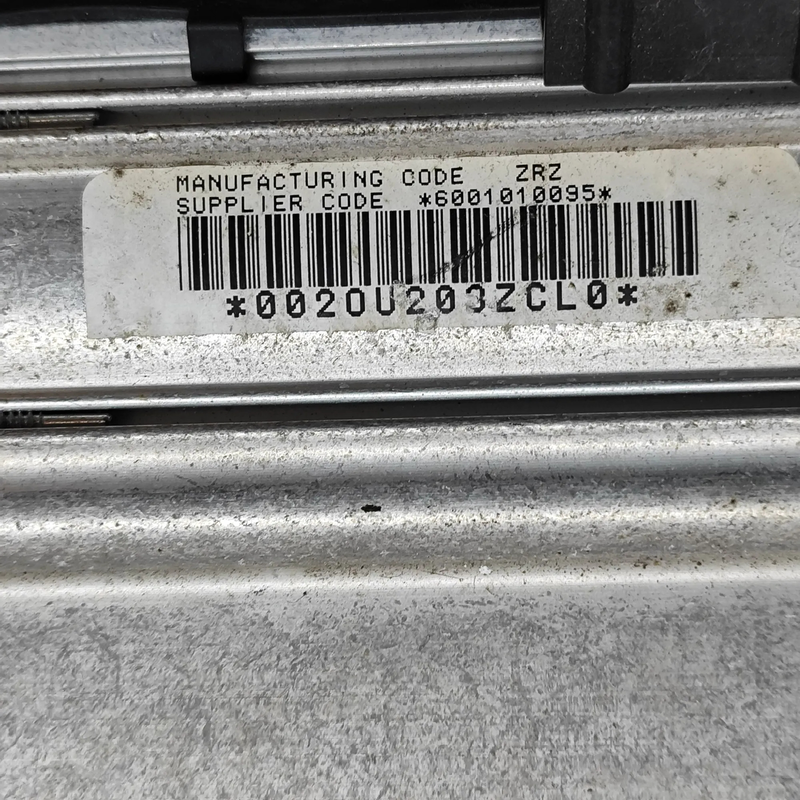 MANUFACTURING CODE ZRZ
SUPPLIER CODE *6001010095*
*0020U203ZCL0*